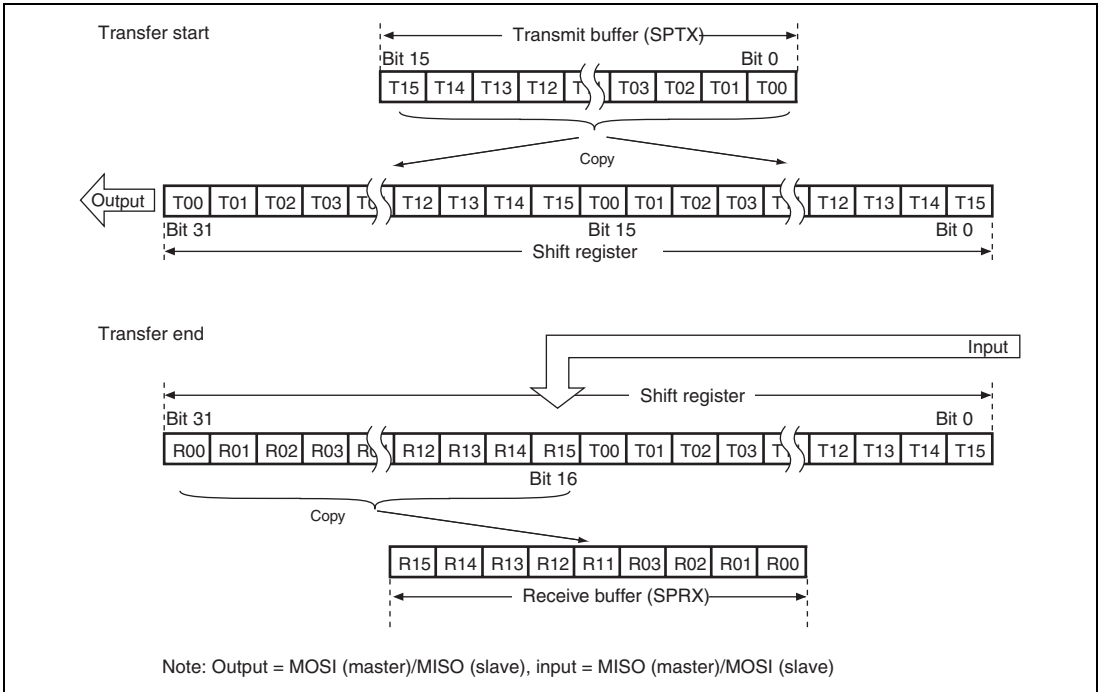 Transfer start
Transmit buffer (SPTX)
Bit 15 Bit 0
T15 T14 T13 T12 T03 T02 T01 T00
Copy
Output T00 T01 T02 T03 T12 T13 T14 T15 T00 T01 T02 T03 T12 T13 T14 T15
Bit 31 Bit 15 Bit 0
Shift register
Transfer end
Input
Shift register
Bit 31 Bit 0
R00 R01 R02 R03 R12 R13 R14 R15 T00 T01 T02 T03 T12 T13 T14 T15
Bit 16
Copy
R15 R14 R13 R12 R11 R03 R02 R01 R00
Receive buffer (SPRX)
Note: Output = MOSI (master)/MISO (slave), input = MISO (master)/MOSI (slave)